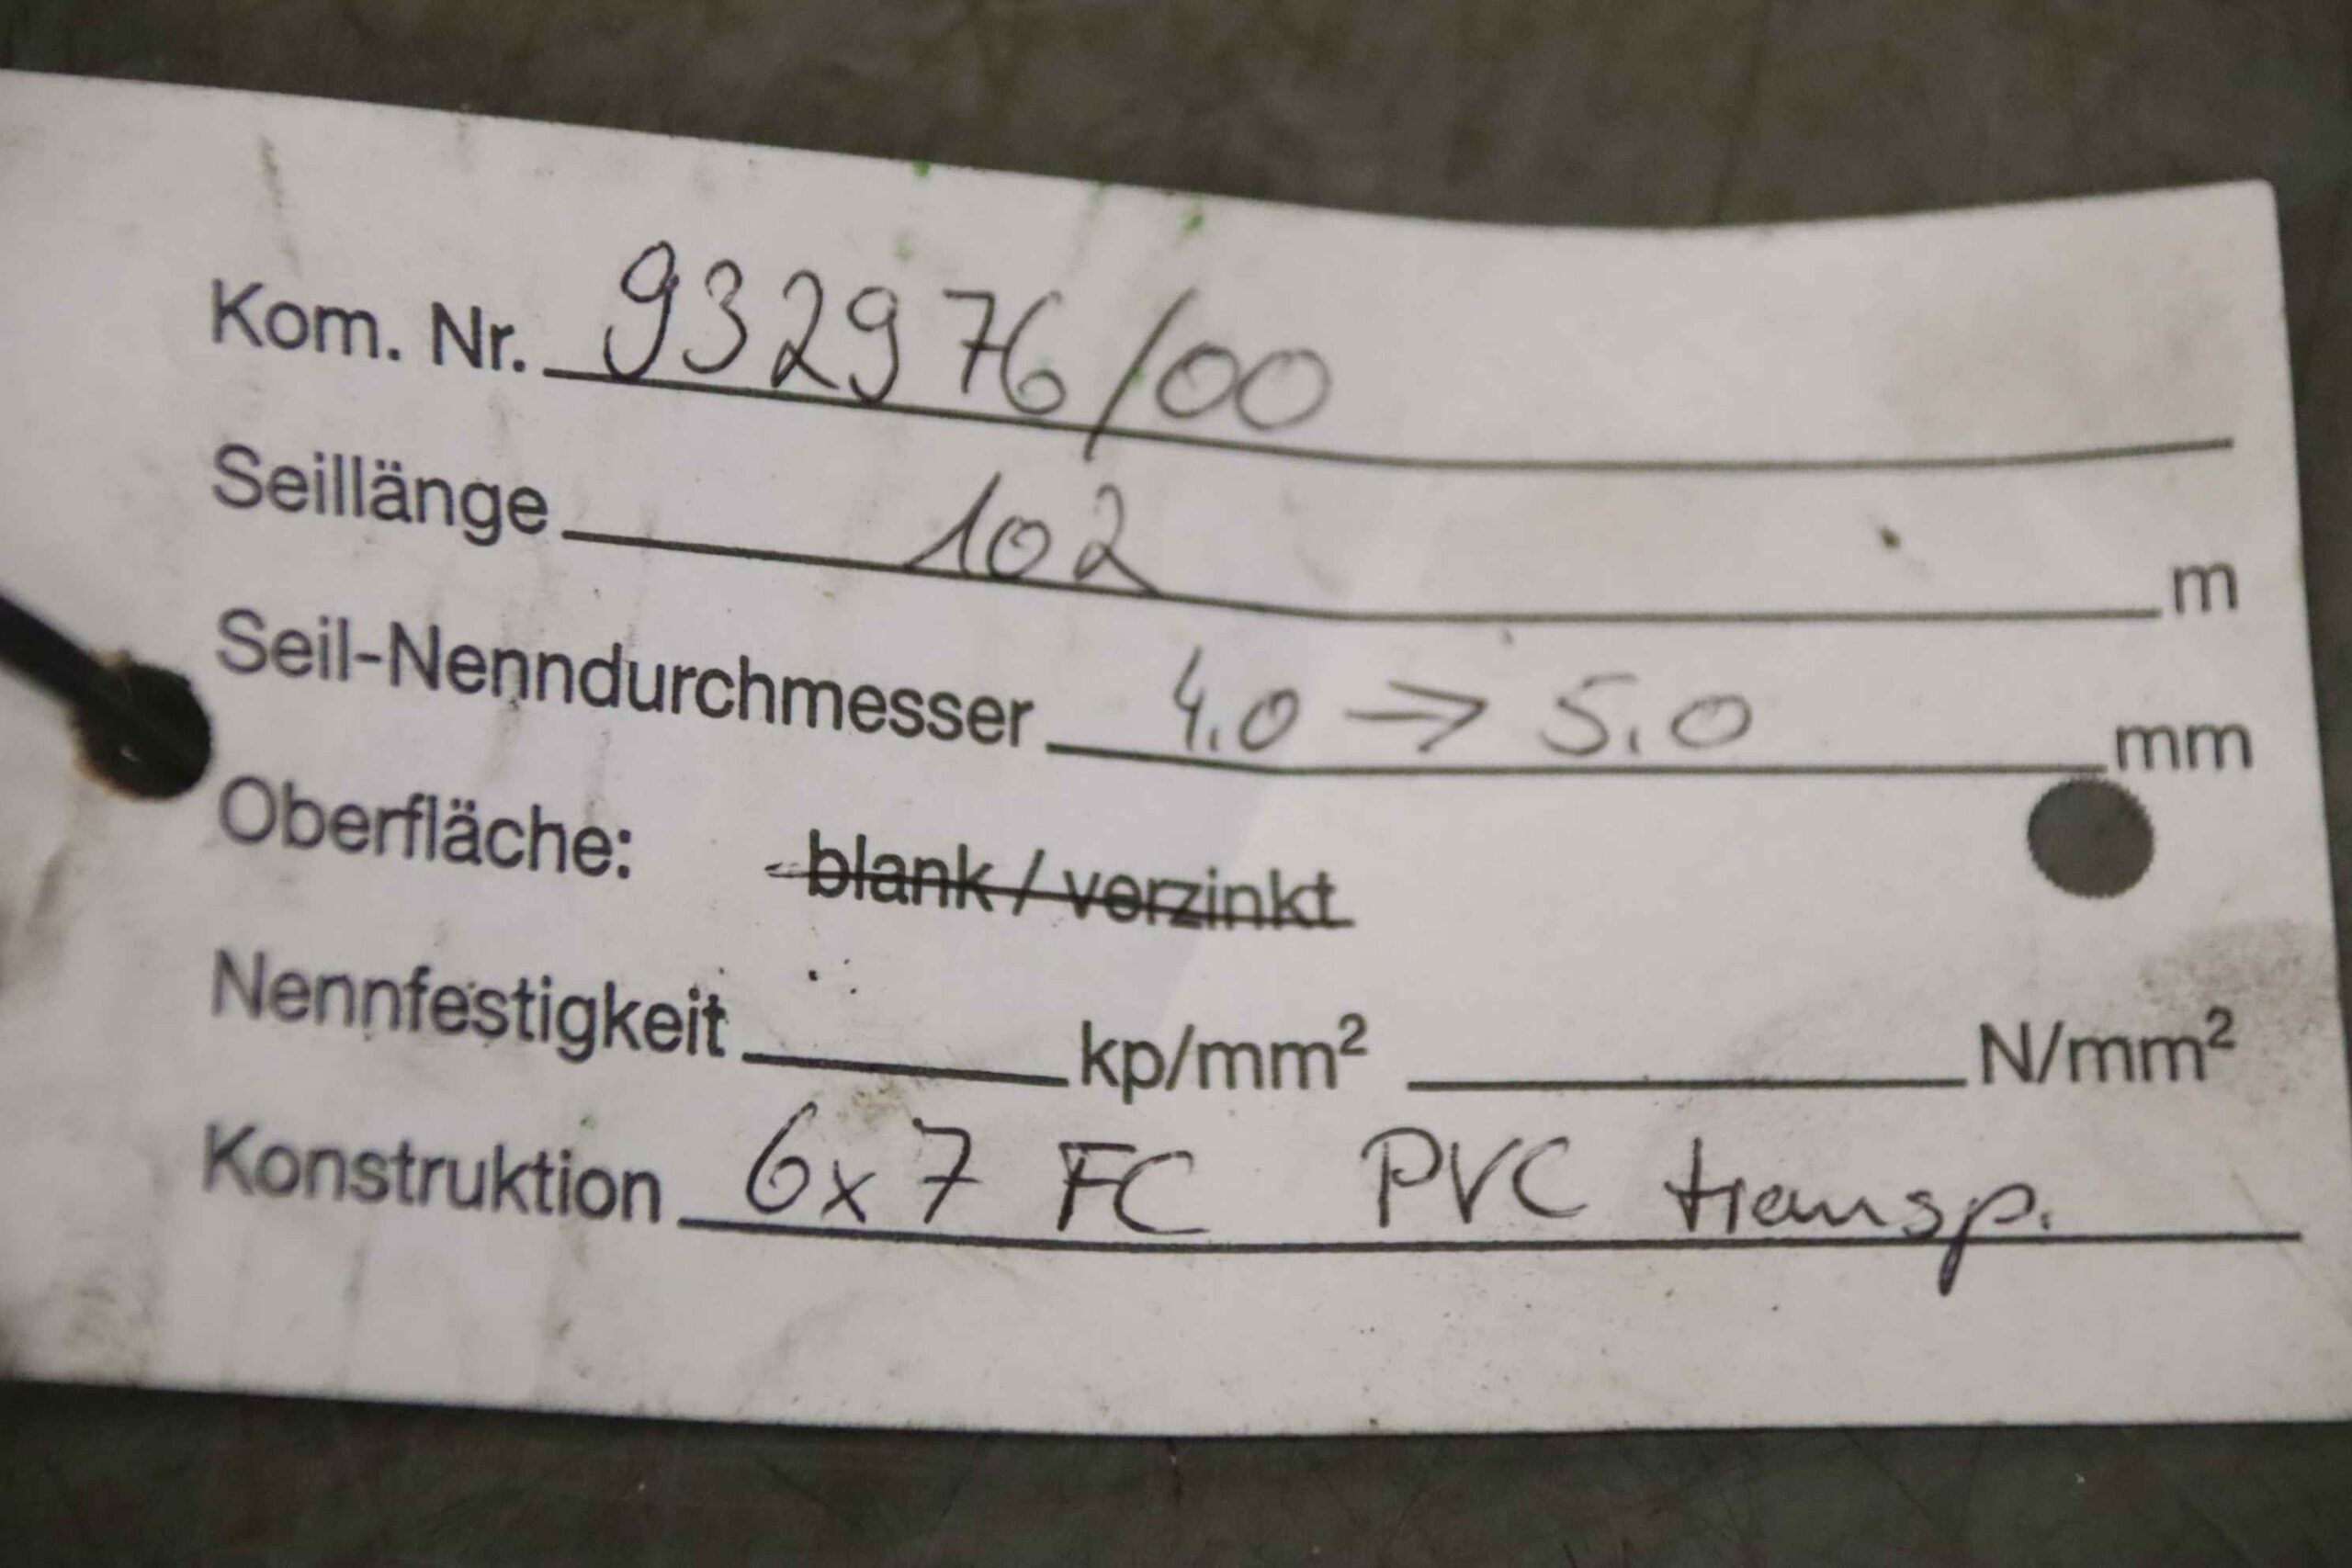 Kom. Nr. 932976/00
Seillänge 102 m
Seil-Nenndurchmesser 4.0 → 5.0 mm
Oberfläche: blank / verzinkt
Nennfestigkeit kp/mm² N/mm²
Konstruktion 6x7 FC PVC transp.